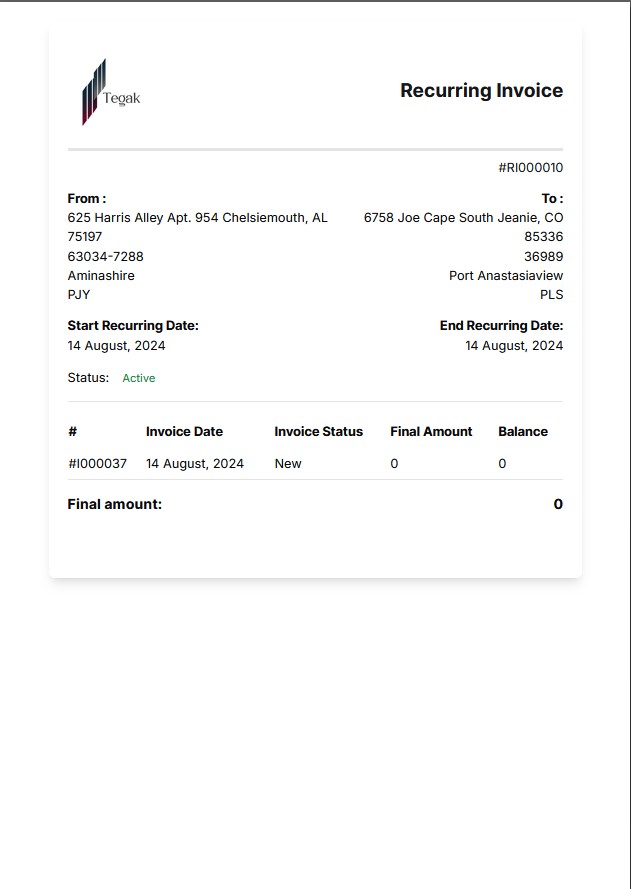 Tegak
Recurring Invoice
#RI000010
From :
625 Harris Alley Apt. 954 Chelsiemouth, AL
75197
63034-7288
Aminashire
PJY
To :
6758 Joe Cape South Jeanie, CO
85336
36989
Port Anastasiaview
PLS
Start Recurring Date:
14 August, 2024
End Recurring Date:
14 August, 2024
Status: Active
# Invoice Date Invoice Status Final Amount Balance
#I000037 14 August, 2024 New 0 0
Final amount: 0